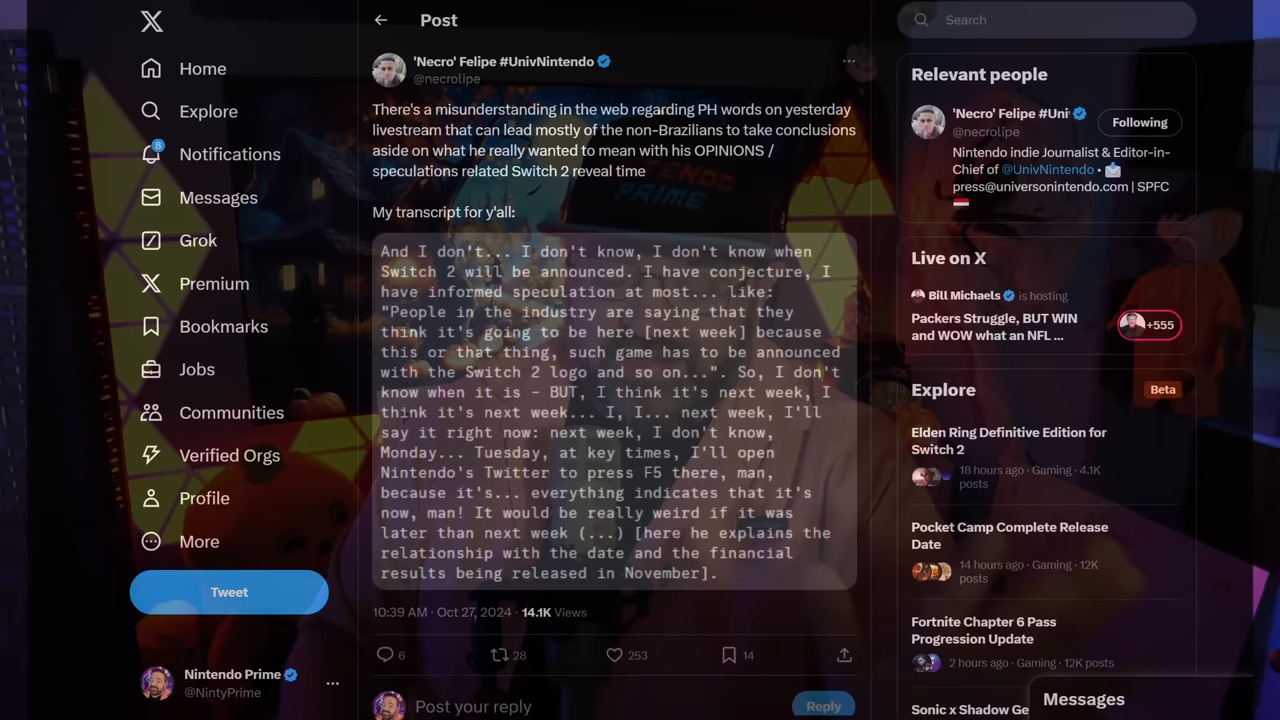 Home
Explore
8
Notifications
Messages
Grok
Premium
Bookmarks
Jobs
Communities
Verified Orgs
Profile
More
Tweet
Nintendo Prime
@NintyPrime
Post
'Necro' Felipe #UnivNintendo
@necrolipe
There's a misunderstanding in the web regarding PH words on yesterday
livestream that can lead mostly of the non-Brazilians to take conclusions
aside on what he really wanted to mean with his OPINIONS /
speculations related Switch 2 reveal time
My transcript for y'all:
And I don't... I don't know, I don't know when
Switch 2 will be announced. I have conjecture, I
have informed speculation at most... like:
"People in the industry are saying that they
think it's going to be here [next week] because
this or that thing, such game has to be announced
with the Switch 2 logo and so on...". So, I don't
know when it is - BUT, I think it's next week, I
think it's next week... I, I... next week, I'll
say it right now: next week, I don't know,
Monday... Tuesday, at key times, I'll open
Nintendo's Twitter to press F5 there, man,
because it's... everything indicates that it's
now, man! It would be really weird if it was
later than next week (...) [here he explains the
relationship with the date and the financial
results being released in November].
10:39 AM · Oct 27, 2024 · 14.1K Views
6
28
253
14
Post your reply
Reply
NINTENDO
PRIME
Search
Relevant people
'Necro' Felipe #Uni
@necrolipe
Following
Nintendo indie Journalist & Editor-in-
Chief of @UnivNintendo •
press@universonintendo.com | SPFC
Live on X
Bill Michaels is hosting
Packers Struggle, BUT WIN
and WOW what an NFL ...
+555
Explore
Beta
Elden Ring Definitive Edition for
Switch 2
18 hours ago · Gaming · 4.1K
posts
Pocket Camp Complete Release
Date
14 hours ago · Gaming · 12K
posts
Fortnite Chapter 6 Pass
Progression Update
2 hours ago · Gaming · 12K posts
Sonic x Shadow Ge
Messages